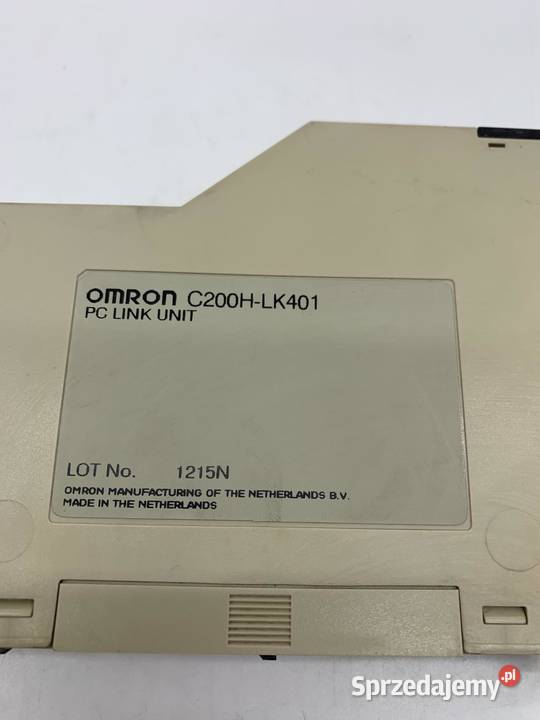 OMRON C200H-LK401
PC LINK UNIT
LOT No. 1215N
OMRON MANUFACTURING OF THE NETHERLANDS B.V.
MADE IN THE NETHERLANDS
Sprzedajemy.pl